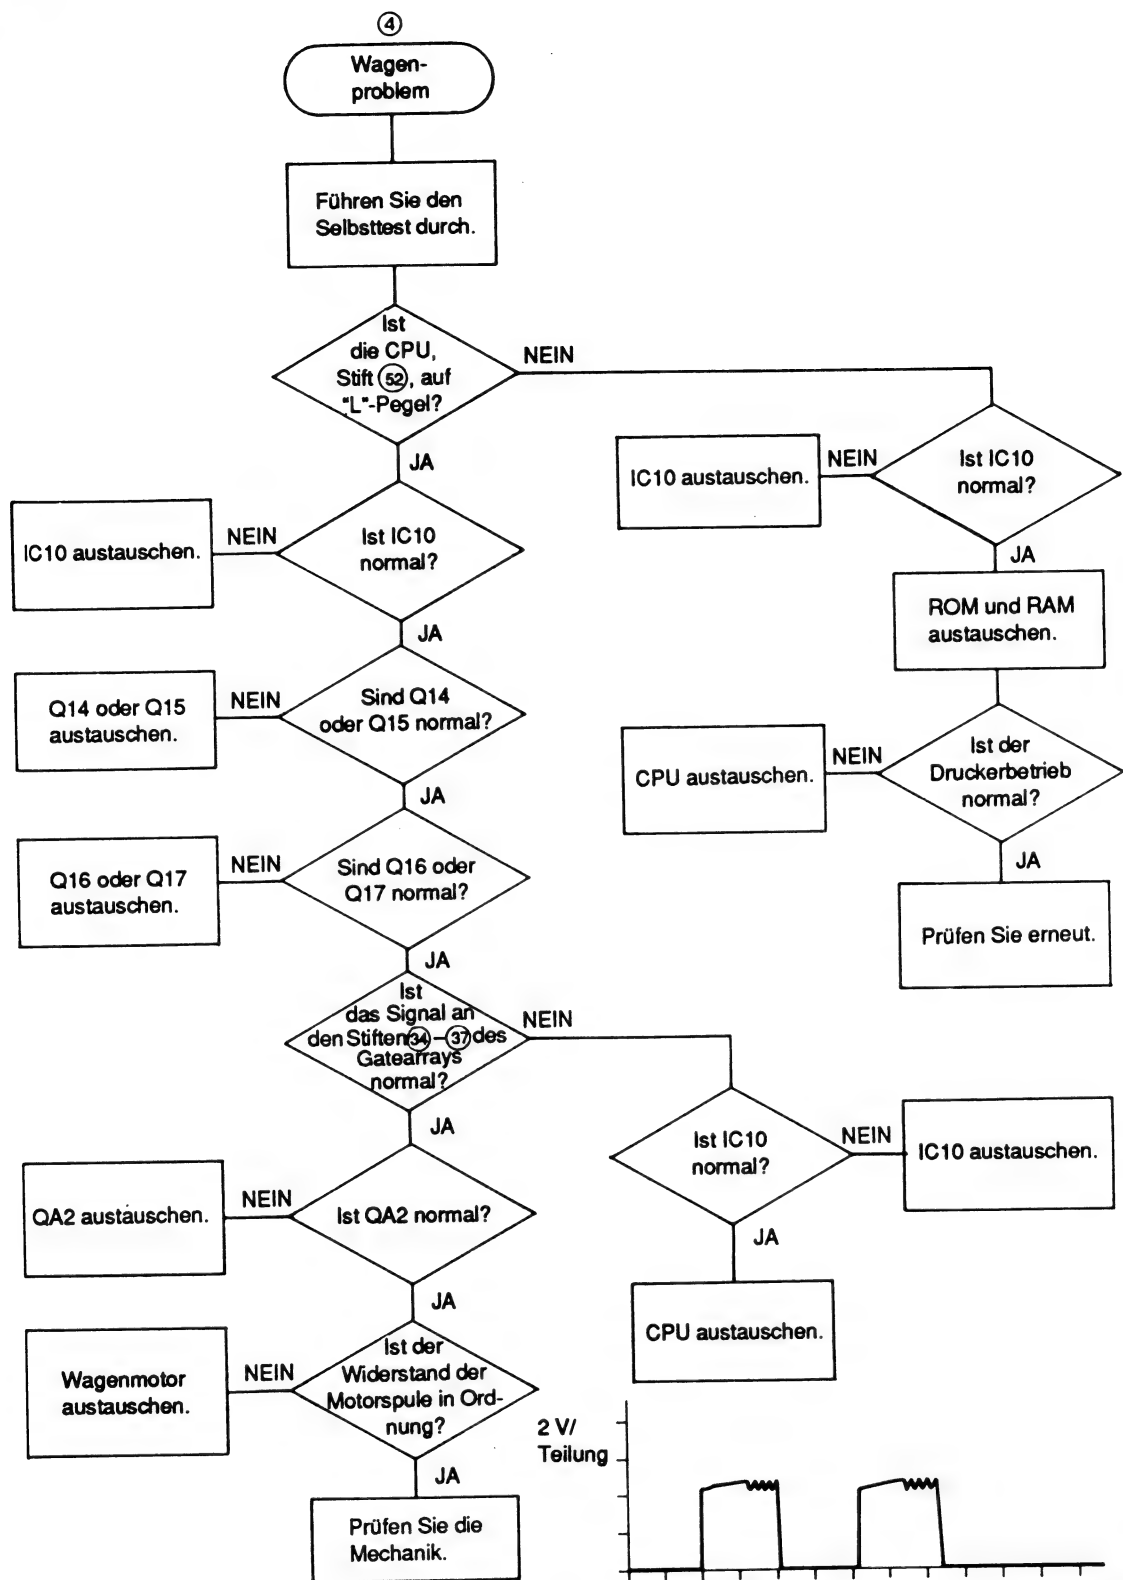 4
Wagen-
problem
Führen Sie den
Selbsttest durch.
Ist
die CPU,
Stift 52, auf
"L"-Pegel?
NEIN
JA
Ist IC10
normal?
NEIN
IC10 austauschen.
JA
ROM und RAM
austauschen.
Ist der
Druckerbetrieb
normal?
NEIN
CPU austauschen.
JA
Prüfen Sie erneut.
Ist IC10
normal?
NEIN
IC10 austauschen.
JA
Sind Q14
oder Q15 normal?
NEIN
Q14 oder Q15
austauschen.
JA
Sind Q16 oder
Q17 normal?
NEIN
Q16 oder Q17
austauschen.
JA
Ist
das Signal an
den Stiften 34 – 37 des
Gatearrays
normal?
NEIN
Ist IC10
normal?
NEIN
IC10 austauschen.
JA
CPU austauschen.
JA
Ist QA2 normal?
NEIN
QA2 austauschen.
JA
Ist der
Widerstand der
Motorspule in Ord-
nung?
NEIN
Wagenmotor
austauschen.
JA
Prüfen Sie die
Mechanik.
2 V/
Teilung